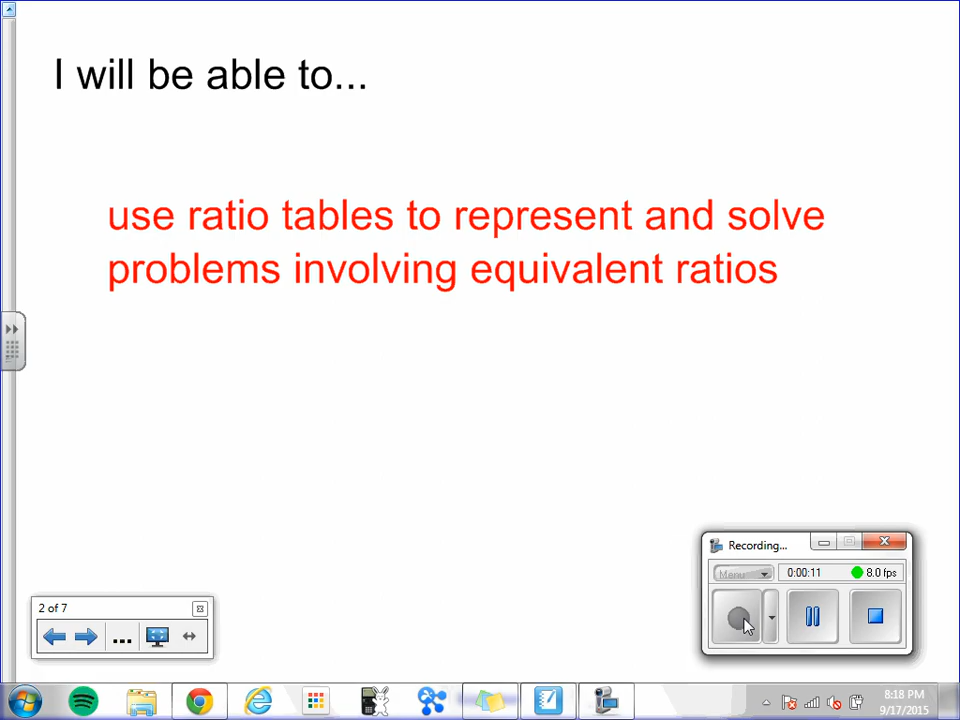 I will be able to...
use ratio tables to represent and solve
problems involving equivalent ratios
Recording...
Menu
0:00:11
8.0 fps
2 of 7
...
8:18 PM
9/17/2015